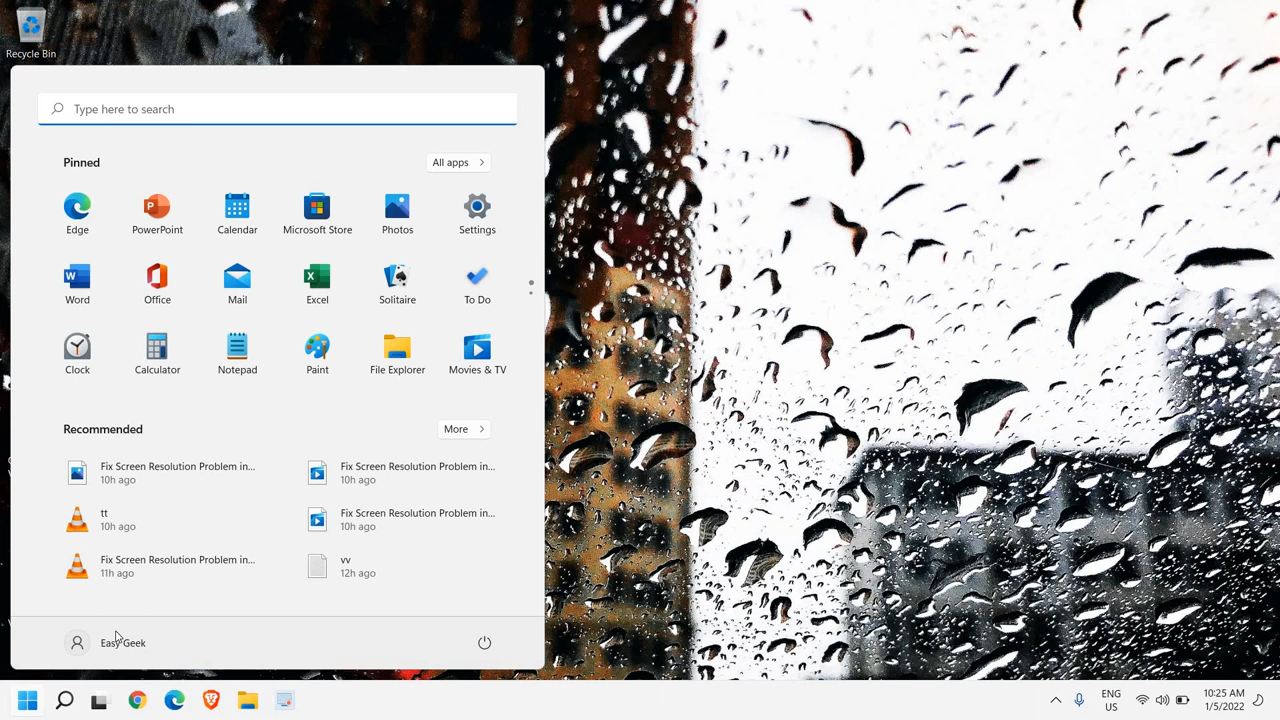 Recycle Bin
Type here to search
Pinned
All apps
Edge
PowerPoint
Calendar
Microsoft Store
Photos
Settings
Word
Office
Mail
Excel
Solitaire
To Do
Clock
Calculator
Notepad
Paint
File Explorer
Movies & TV
Recommended
More
Fix Screen Resolution Problem in...
10h ago
Fix Screen Resolution Problem in...
10h ago
tt
10h ago
Fix Screen Resolution Problem in...
10h ago
Fix Screen Resolution Problem in...
11h ago
vv
12h ago
Easy Geek
ENG
US
10:25 AM
1/5/2022